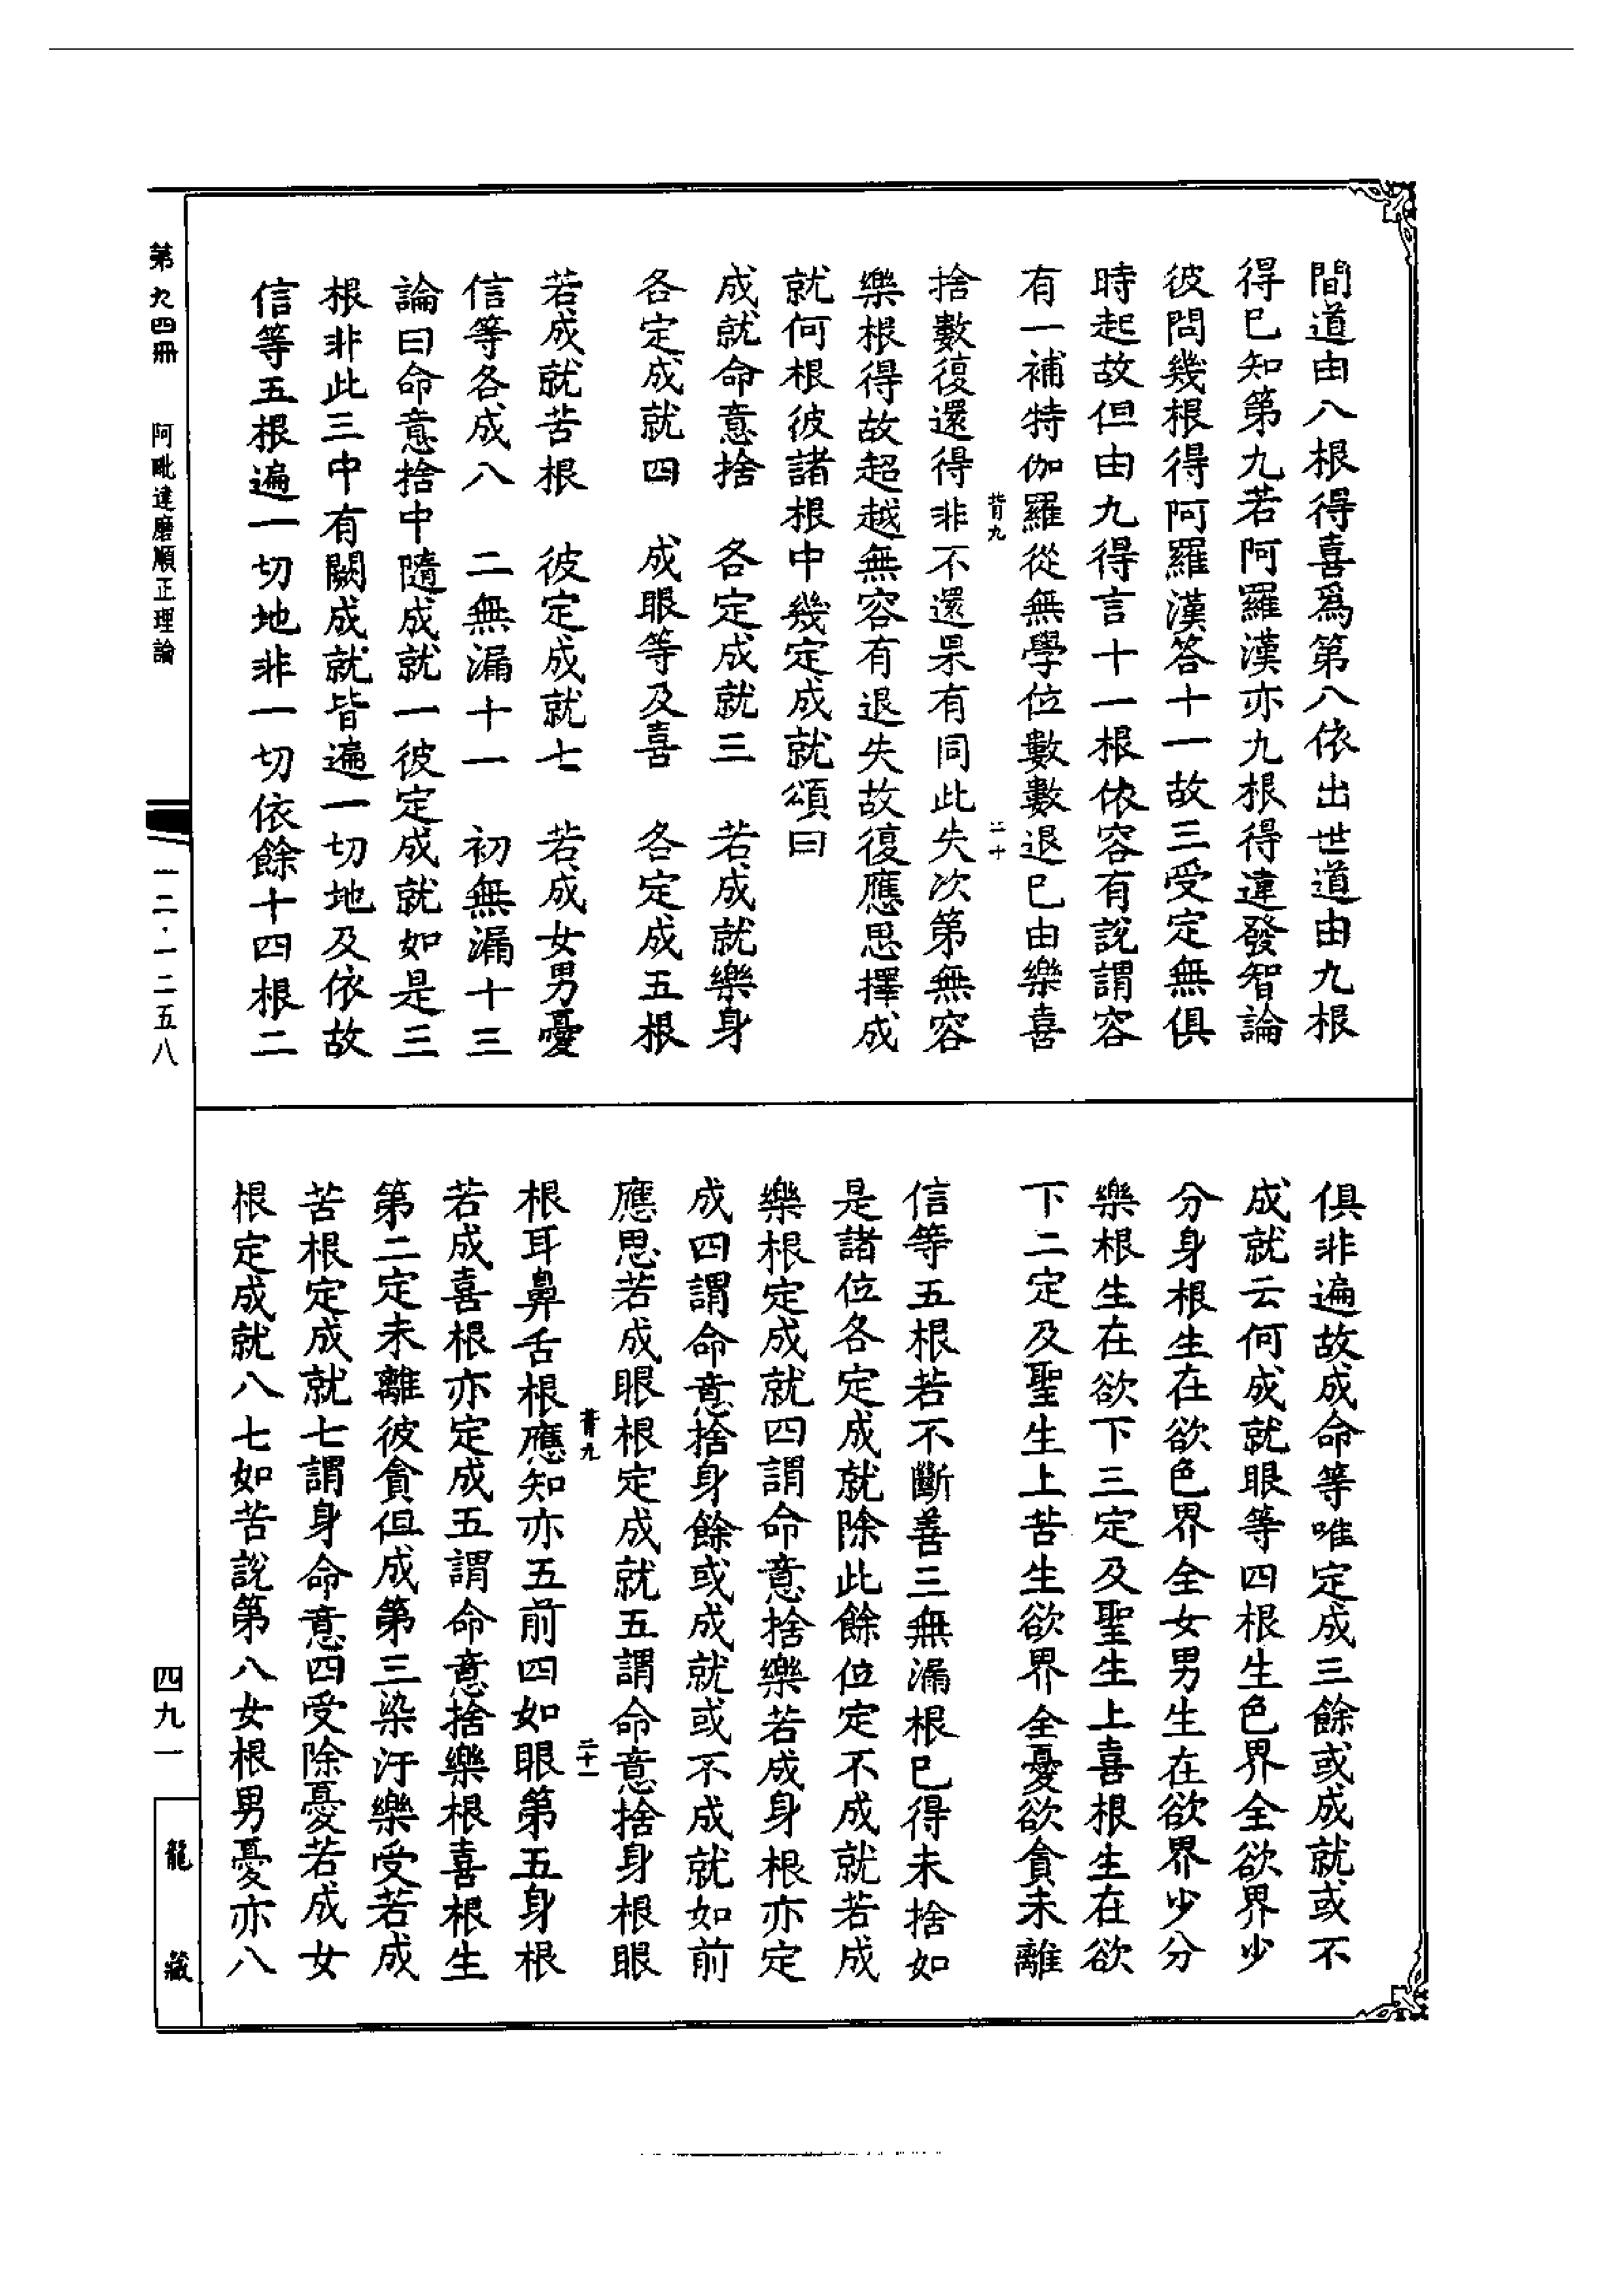 間道由八根得喜為第八依出世道由九根
得已知第九若阿羅漢亦九根得違發智論
彼問幾根得阿羅漢答十一故三受定無俱
時起故但由九得言十一根依容有說謂容
有一補特伽羅從無學位數數退已由樂喜
捨數復還得非不還果有同此失次第無容
樂根得故超越無容有退失故復應思擇成
就何根彼諸根中幾定成就頌曰
成就命意捨　各定成就三　若成就樂身
各定成就四　成眼等及喜　各定成五根
若成就苦根　彼定成就七　若成女男憂
信等各成八　二無漏十一　初無漏十三
論曰命意捨中隨成就一彼定成就如是三
根非此三中有闕成就皆遍一切地及依故
信等五根遍一切地非一切依餘十四根二
俱非遍故成命等唯定成三餘或成就或不
成就云何成就眼等四根生色界全欲界少
分身根生在欲色界全女男生在欲界少分
樂根生在欲下三定及聖生上喜根生在欲
下二定及聖生上苦生欲界全憂欲貪未離
信等五根若不斷善三無漏根已得未捨如
是諸位各定成就除此餘位定不成就若成
樂根定成就四謂命意捨樂若成身根亦定
成四謂命意捨身餘或成就或不成就如前
應思若成眼根定成就五謂命意捨身根眼
根耳鼻舌根應知亦五前四如眼第五身根
若成喜根亦定成五謂命意捨樂根喜根生
第二定未離彼貪但成第三染汙樂受若成
苦根定成就七謂身命意四受除憂若成女
根定成就八七如苦說第八女根男憂亦八
第九四冊　阿毗達磨順正理論
一二·一二五八
四九一
龍藏
九
二十
九
二十一